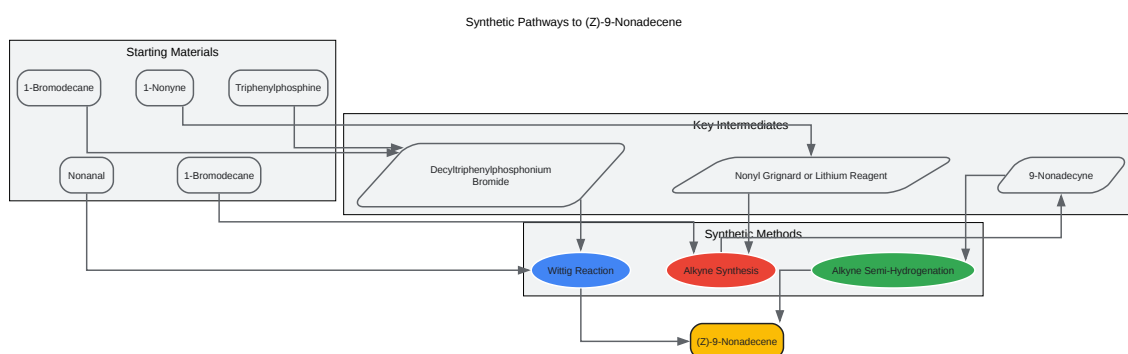 Synthetic Pathways to (Z)-9-Nonadecene
Starting Materials
1-Bromodecane
1-Nonyne
Triphenylphosphine
Nonanal
1-Bromodecane
Key Intermediates
Decyltriphenylphosphonium
Bromide
Nonyl Grignard or Lithium Reagent
9-Nonadecyne
Synthetic Methods
Wittig Reaction
Alkyne Synthesis
Alkyne Semi-Hydrogenation
(Z)-9-Nonadecene